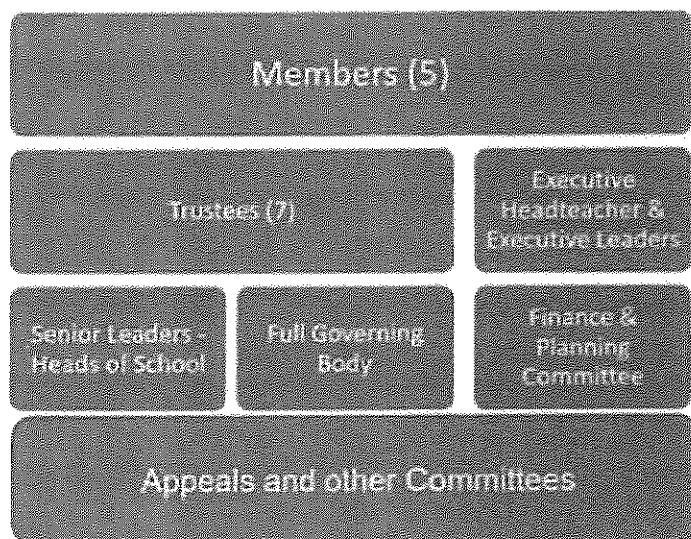 Members (5)
Trustees (7)
Executive
Headteacher &
Executive Leaders
Senior Leaders -
Heads of School
Full Governing
Body
Finance &
Planning
Committee
Appeals and other Committees